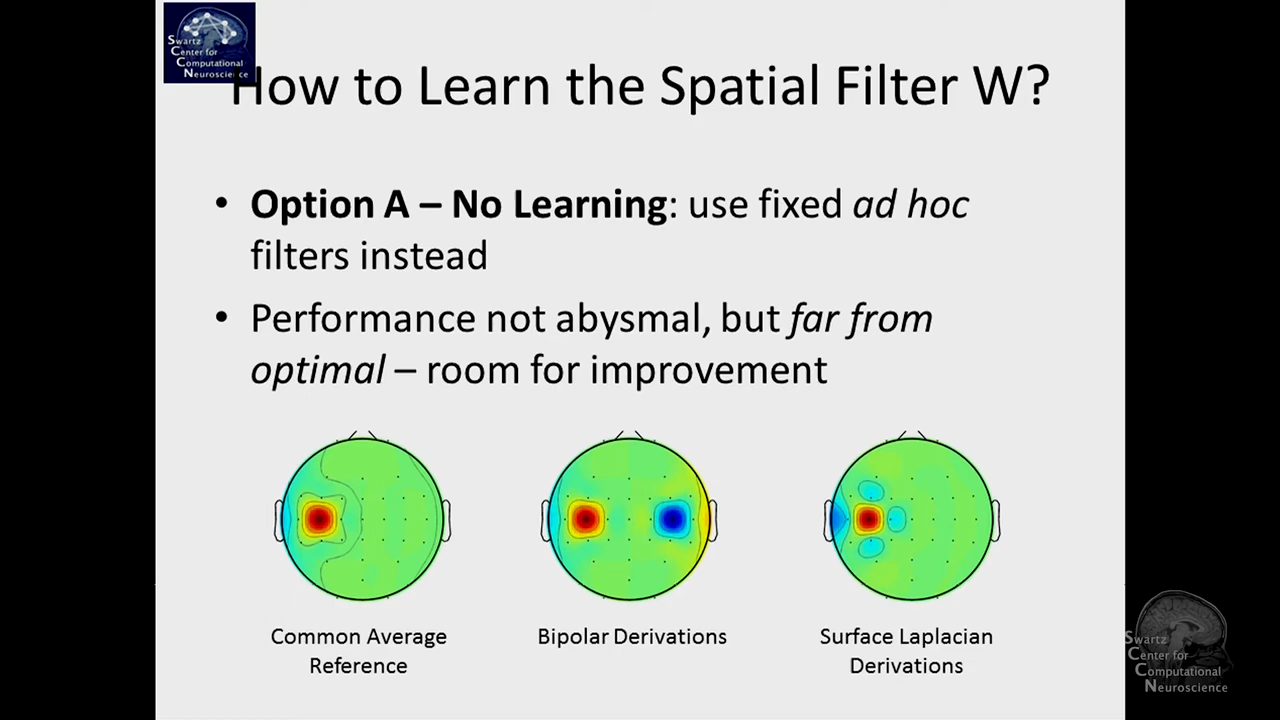 Swartz
Center for
Computational
Neuroscience
How to Learn the Spatial Filter W?
• Option A – No Learning: use fixed ad hoc
filters instead
• Performance not abysmal, but far from
optimal – room for improvement
Common Average
Reference
Bipolar Derivations
Surface Laplacian
Derivations
Swartz
Center for
Computational
Neuroscience